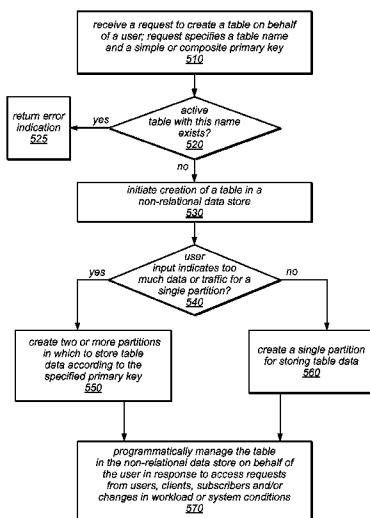 receive a request to create a table on behalf
of a user; request specifies a table name
and a simple or composite primary key
510
active
table with this name
exists?
520
yes
return error
indication
525
no
initiate creation of a table in a
non-relational data store
530
user
input indicates too
much data or traffic for a
single partition?
540
yes
no
create two or more partitions
in which to store table
data according to the
specified primary key
550
create a single partition
for storing table data
560
programmatically manage the table
in the non-relational data store on behalf of
the user in response to access requests
from users, clients, subscribers and/or
changes in workload or system conditions
570